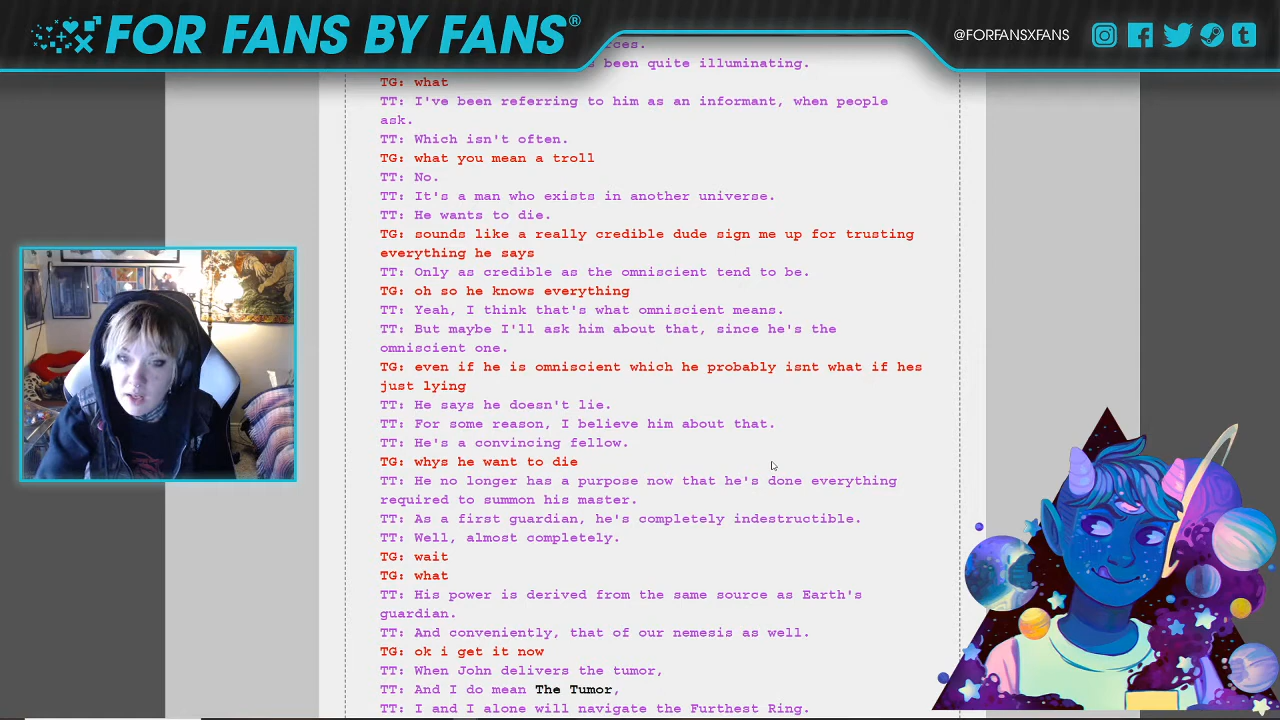 FOR FANS BY FANS®
@FORFANSXFANS
been quite illuminating.
TG: what
TT: I've been referring to him as an informant, when people
ask.
TT: Which isn't often.
TG: what you mean a troll
TT: No.
TT: It's a man who exists in another universe.
TT: He wants to die.
TG: sounds like a really credible dude sign me up for trusting
everything he says
TT: Only as credible as the omniscient tend to be.
TG: oh so he knows everything
TT: Yeah, I think that's what omniscient means.
TT: But maybe I'll ask him about that, since he's the
omniscient one.
TG: even if he is omniscient which he probably isnt what if hes
just lying
TT: He says he doesn't lie.
TT: For some reason, I believe him about that.
TT: He's a convincing fellow.
TG: whys he want to die
TT: He no longer has a purpose now that he's done everything
required to summon his master.
TT: As a first guardian, he's completely indestructible.
TT: Well, almost completely.
TG: wait
TG: what
TT: His power is derived from the same source as Earth's
guardian.
TT: And conveniently, that of our nemesis as well.
TG: ok i get it now
TT: When John delivers the tumor,
TT: And I do mean The Tumor,
TT: I and I alone will navigate the Furthest Ring.